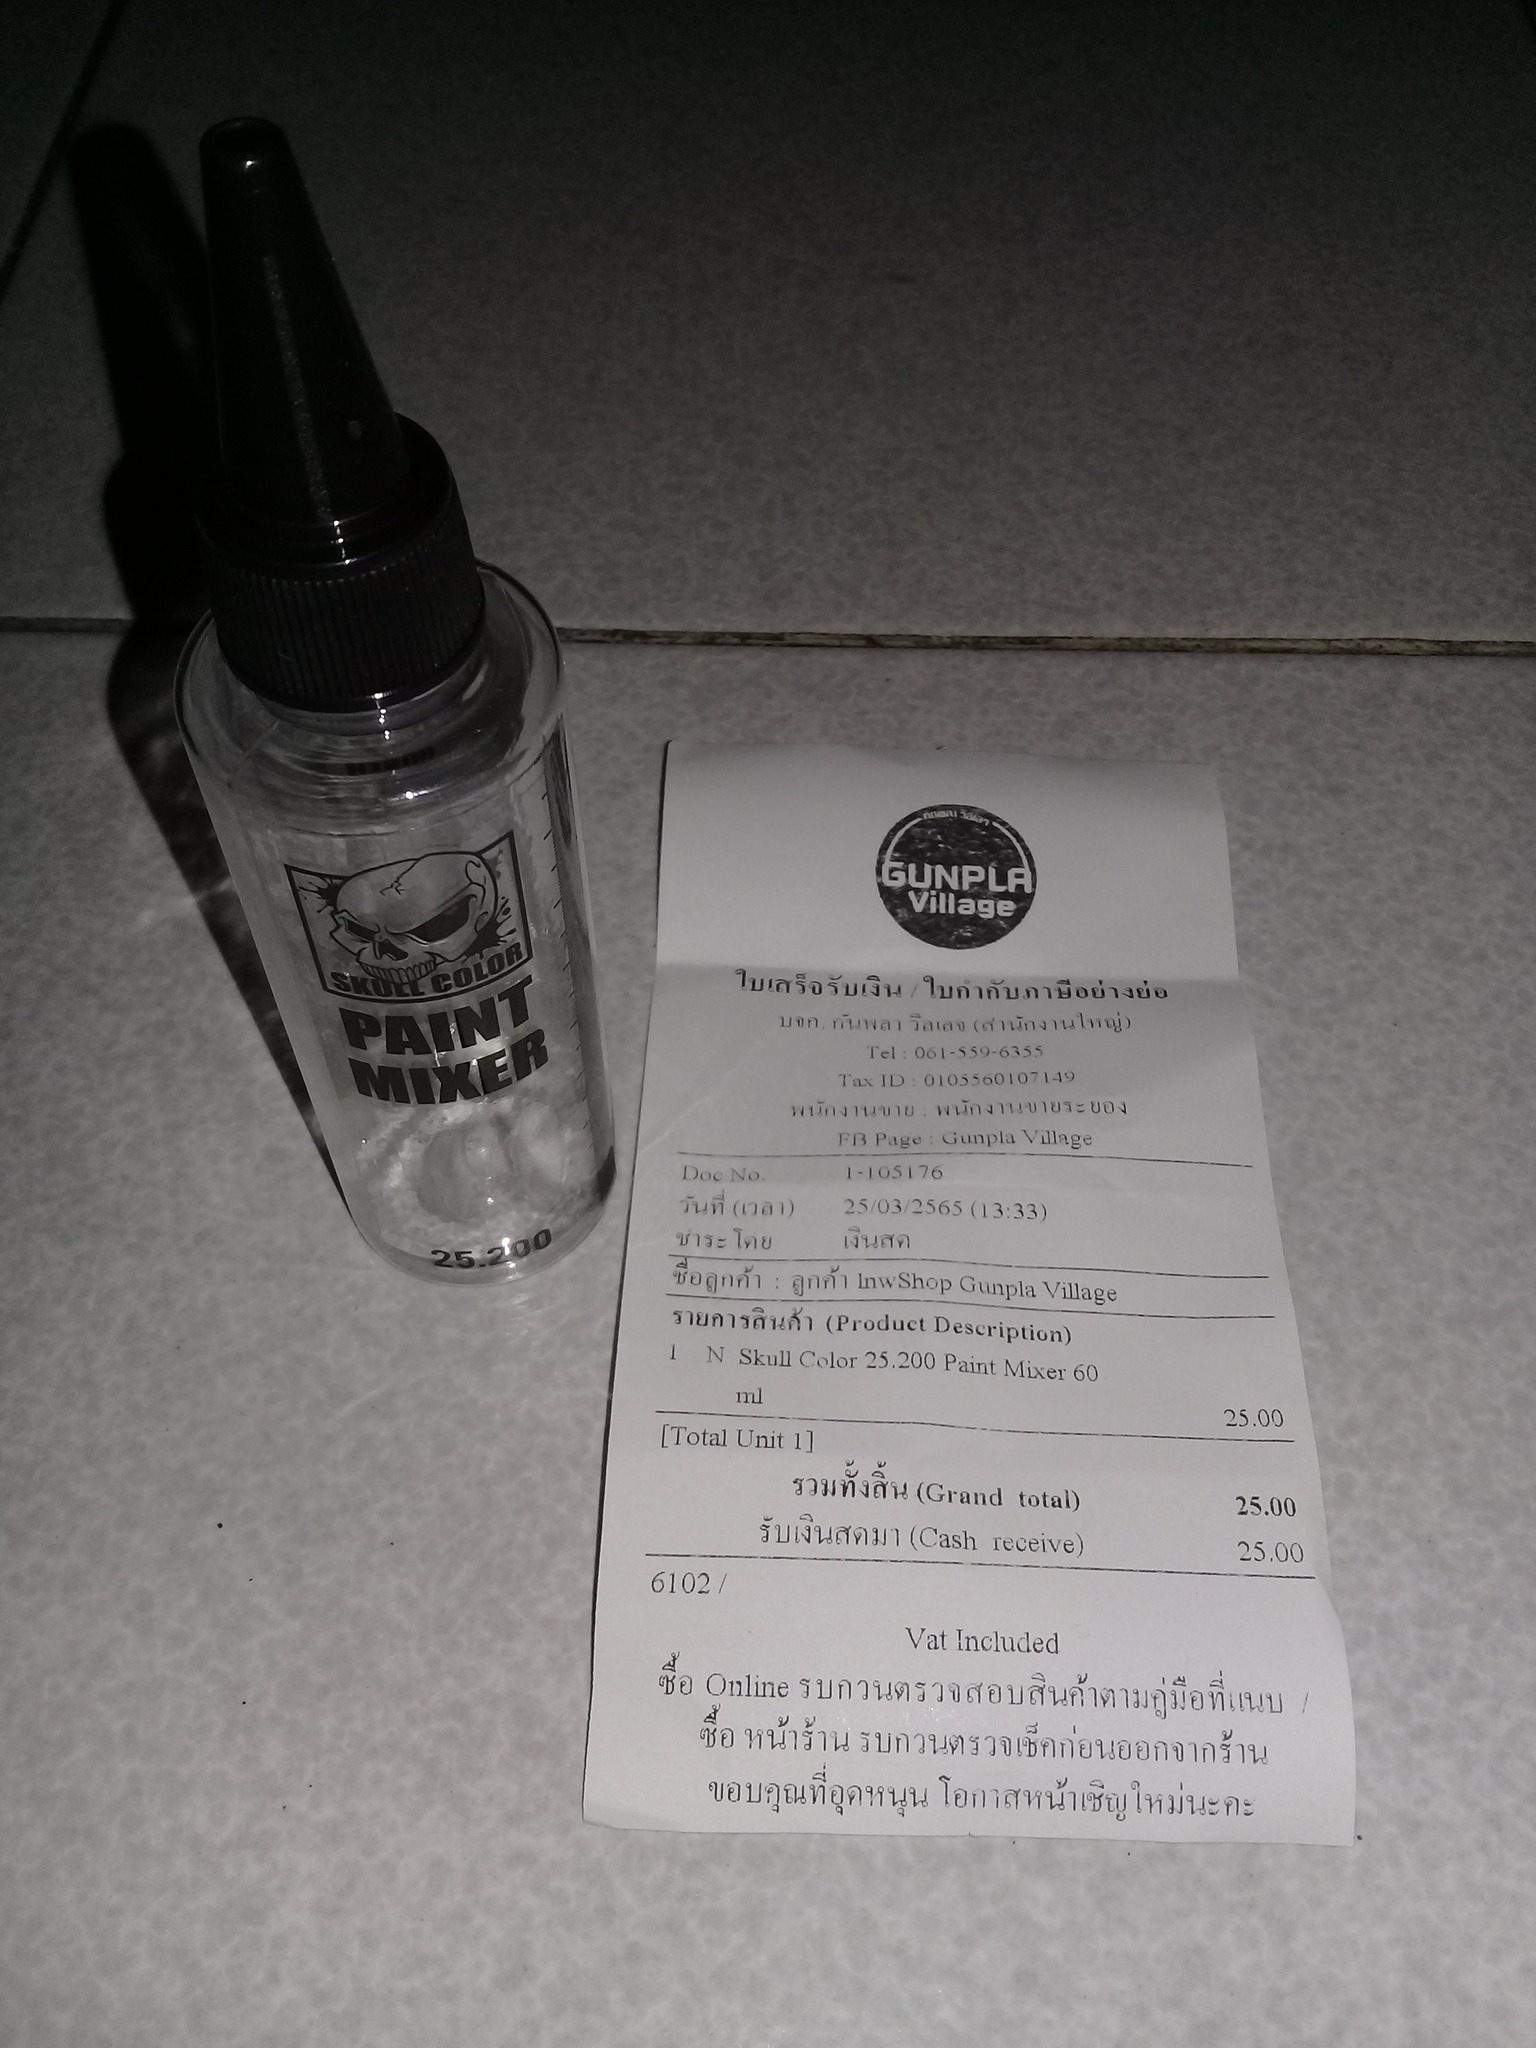 SKULL COLOR
PAINT
MIXER
25.200
GUNPLA
Village
ใบเสร็จรับเงิน / ใบกำกับภาษีอย่างย่อ
บจก. กันพลา วิลเลจ (สำนักงานใหญ่)
Tel : 061-559-6355
Tax ID : 0105560107149
พนักงานขาย : พนักงานขายระยอง
FB Page : Gunpla Village
Doc No. 1-105176
วันที่ (เวลา) 25/03/2565 (13:33)
ชำระโดย เงินสด
ชื่อลูกค้า : ลูกค้า lnwShop Gunpla Village
รายการสินค้า (Product Description)
1 N Skull Color 25.200 Paint Mixer 60
ml
25.00
[Total Unit 1]
รวมทั้งสิ้น (Grand total) 25.00
รับเงินสดมา (Cash receive) 25.00
6102 /
Vat Included
ซื้อ Online รบกวนตรวจสอบสินค้าตามคู่มือที่แนบ /
ซื้อ หน้าร้าน รบกวนตรวจเช็คก่อนออกจากร้าน
ขอบคุณที่อุดหนุน โอกาสหน้าเชิญใหม่นะคะ